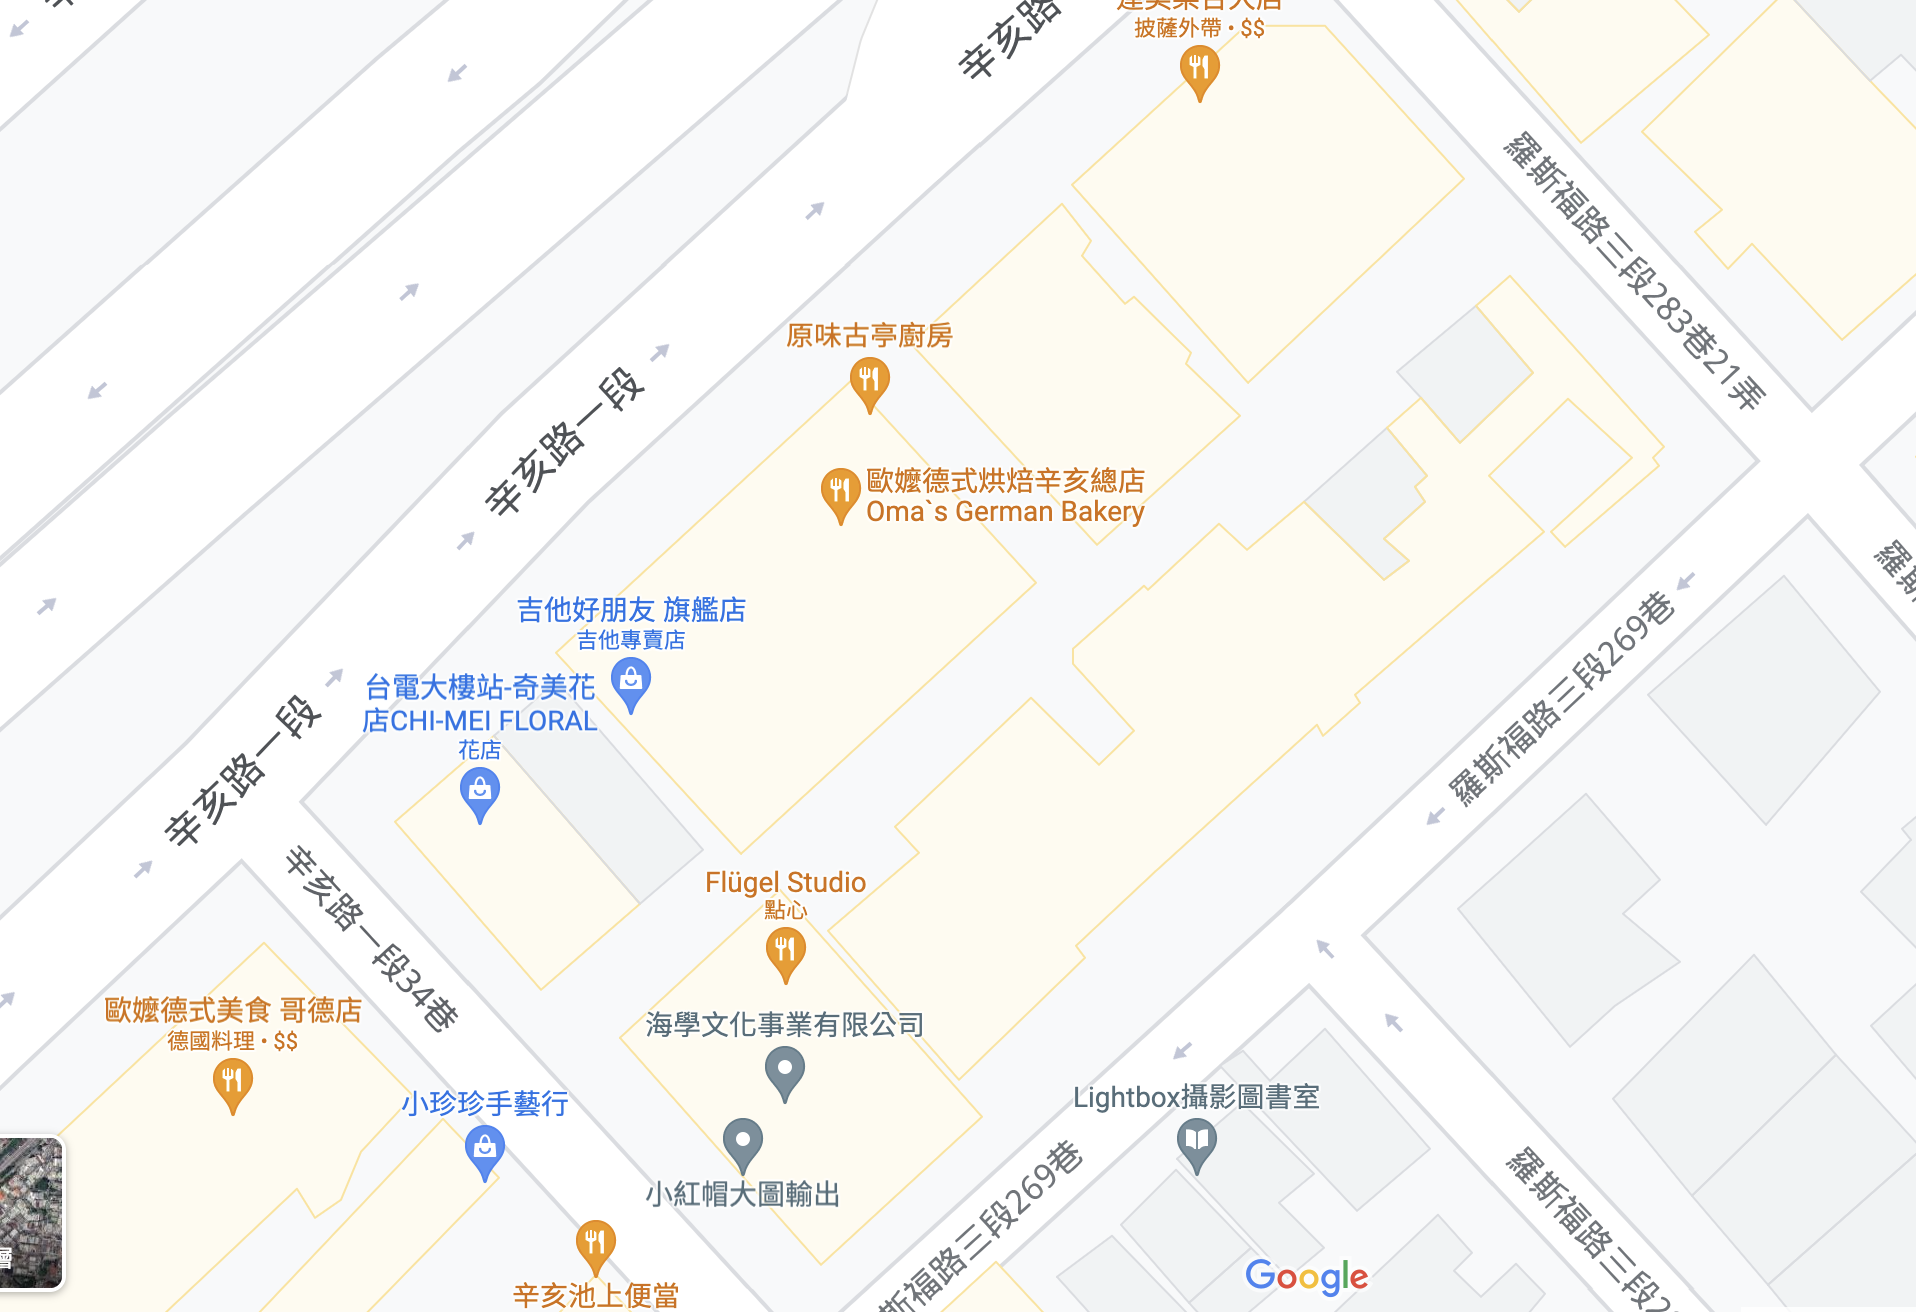 披薩外帶・$$
辛亥路
羅斯福路三段283巷21弄
原味古亭廚房
辛亥路一段
歐嬤德式烘焙辛亥總店
Oma`s German Bakery
吉他好朋友 旗艦店
吉他專賣店
羅斯福路三段269巷
台電大樓站-奇美花
店CHI-MEI FLORAL
花店
辛亥路一段
Flügel Studio
點心
辛亥路一段34巷
歐嬤德式美食 哥德店
德國料理・$$
海學文化事業有限公司
小珍珍手藝行
Lightbox攝影圖書室
小紅帽大圖輸出
斯福路三段269巷
羅斯福路三段2
辛亥池上便當
Google